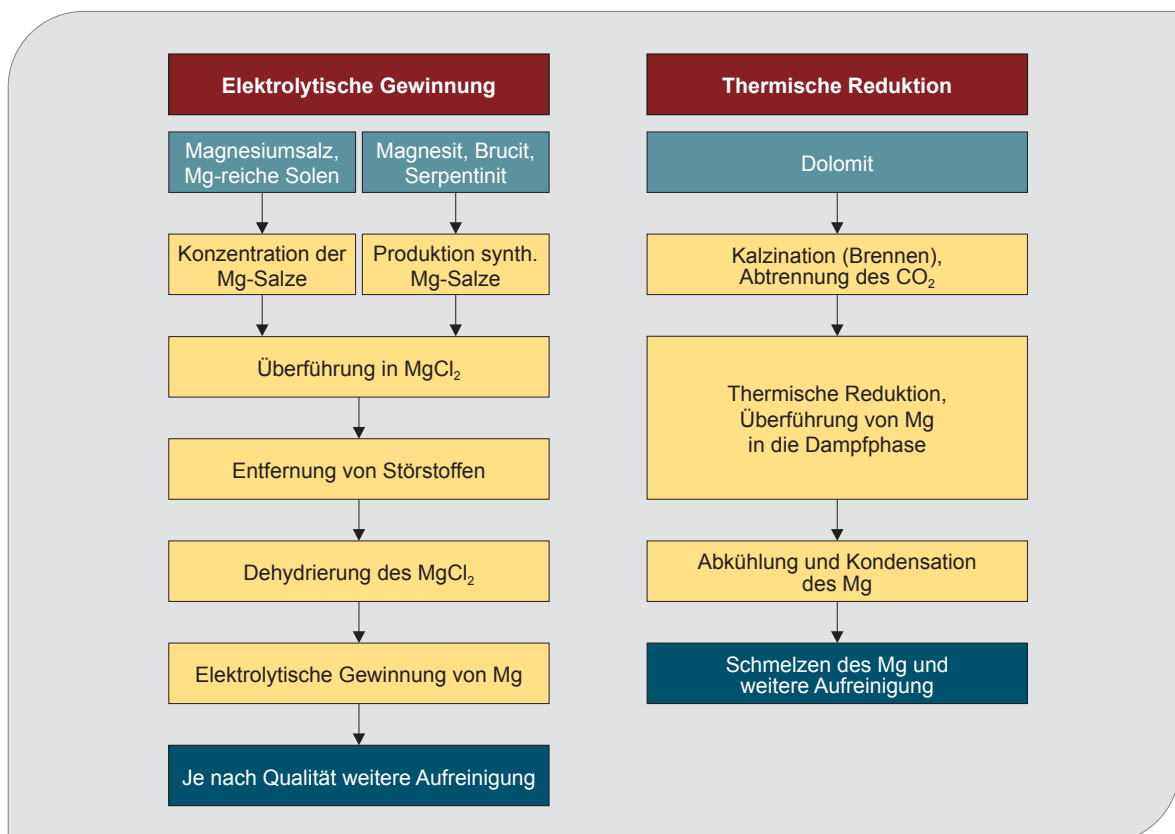 Elektrolytische Gewinnung
Magnesiumsalz,
Mg-reiche Solen
Magnesit, Brucit,
Serpentinit
Konzentration der
Mg-Salze
Produktion synth.
Mg-Salze
Überführung in MgCl₂
Entfernung von Störstoffen
Dehydrierung des MgCl₂
Elektrolytische Gewinnung von Mg
Je nach Qualität weitere Aufreinigung
Thermische Reduktion
Dolomit
Kalzination (Brennen),
Abtrennung des CO₂
Thermische Reduktion,
Überführung von Mg
in die Dampfphase
Abkühlung und Kondensation
des Mg
Schmelzen des Mg und
weitere Aufreinigung